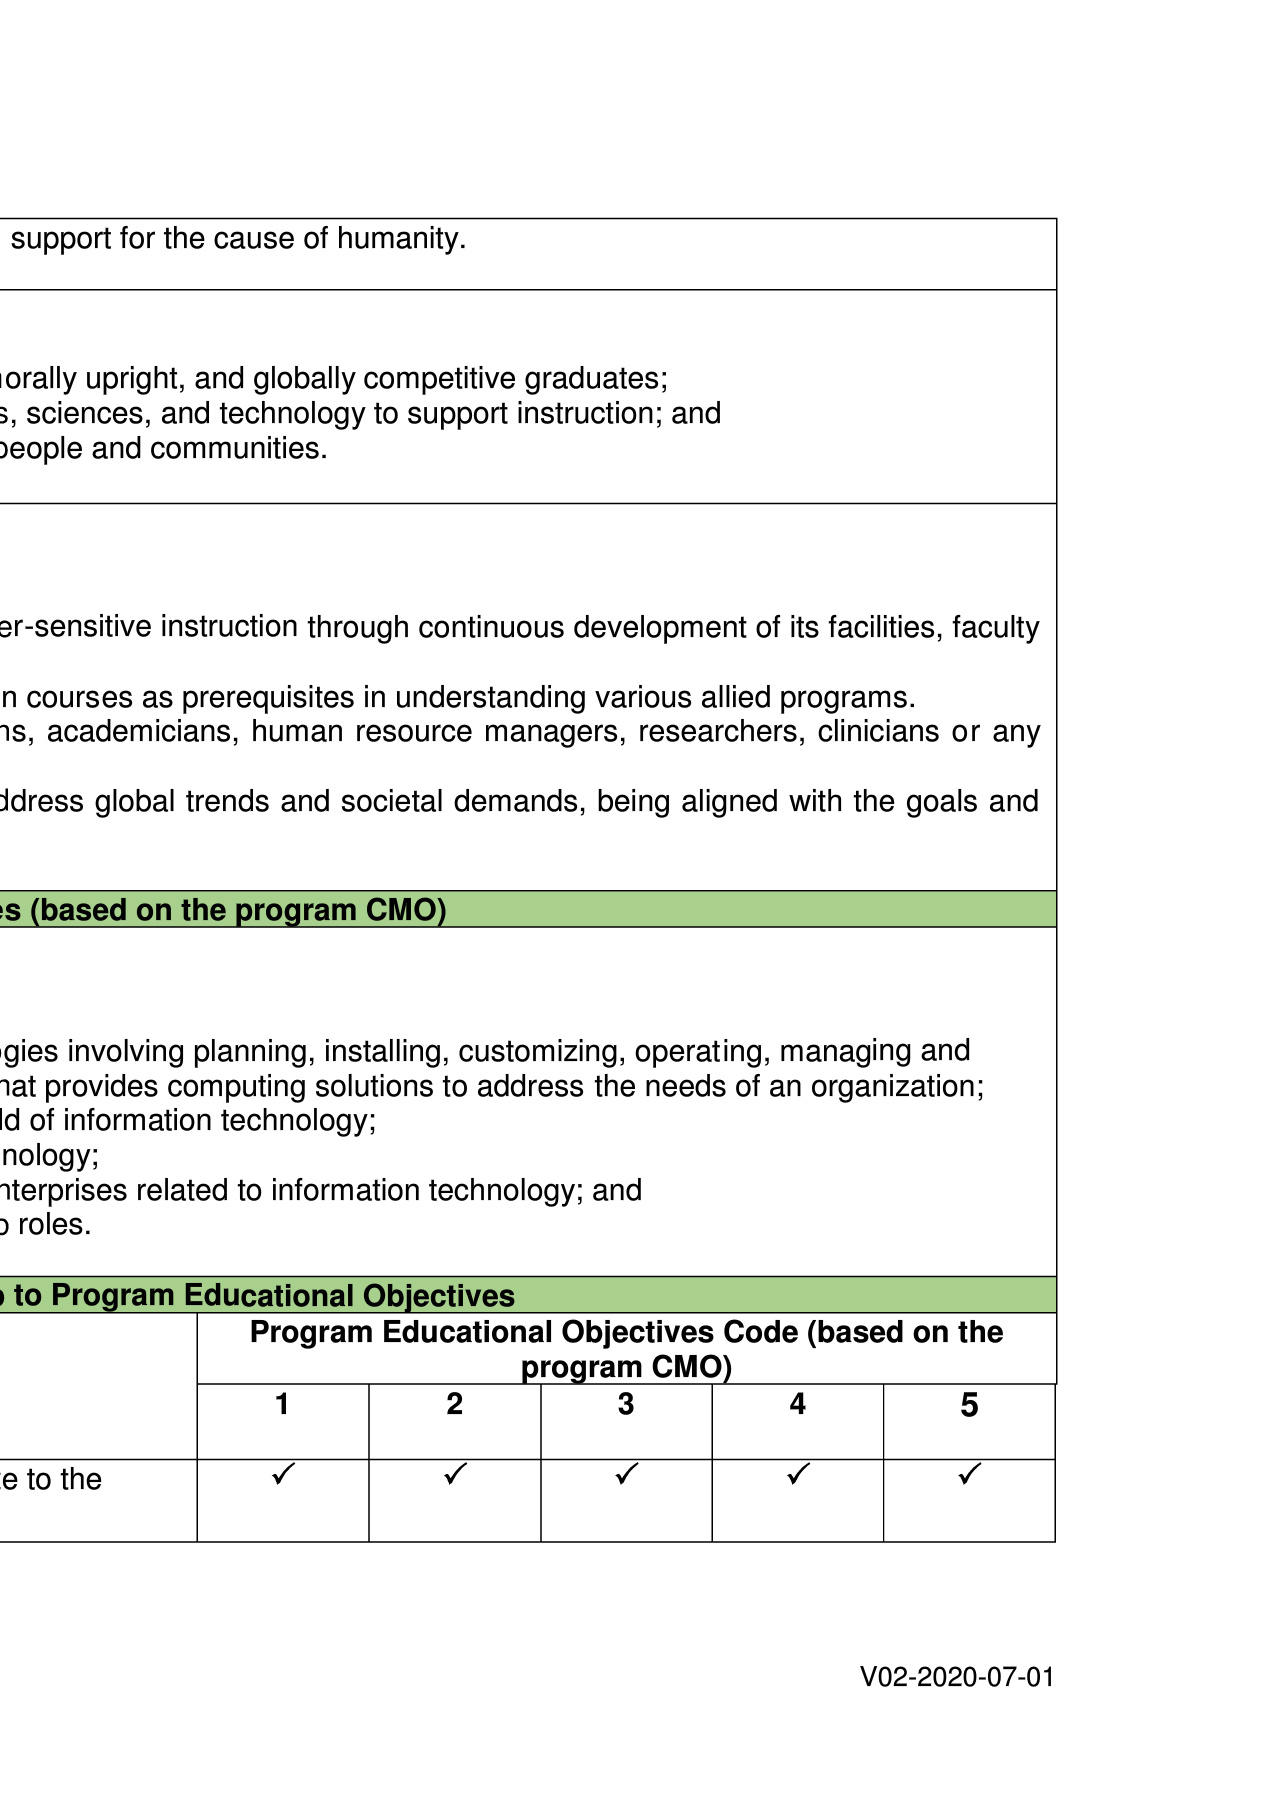 support for the cause of humanity.
orally upright, and globally competitive graduates;
s, sciences, and technology to support instruction; and
people and communities.
er-sensitive instruction through continuous development of its facilities, faculty
n courses as prerequisites in understanding various allied programs.
ns, academicians, human resource managers, researchers, clinicians or any
ddress global trends and societal demands, being aligned with the goals and
es (based on the program CMO)
ogies involving planning, installing, customizing, operating, managing and
hat provides computing solutions to address the needs of an organization;
ld of information technology;
nology;
nterprises related to information technology; and
p roles.
p to Program Educational Objectives
Program Educational Objectives Code (based on the
program CMO)
1 2 3 4 5
te to the ✓ ✓ ✓ ✓ ✓
V02-2020-07-01